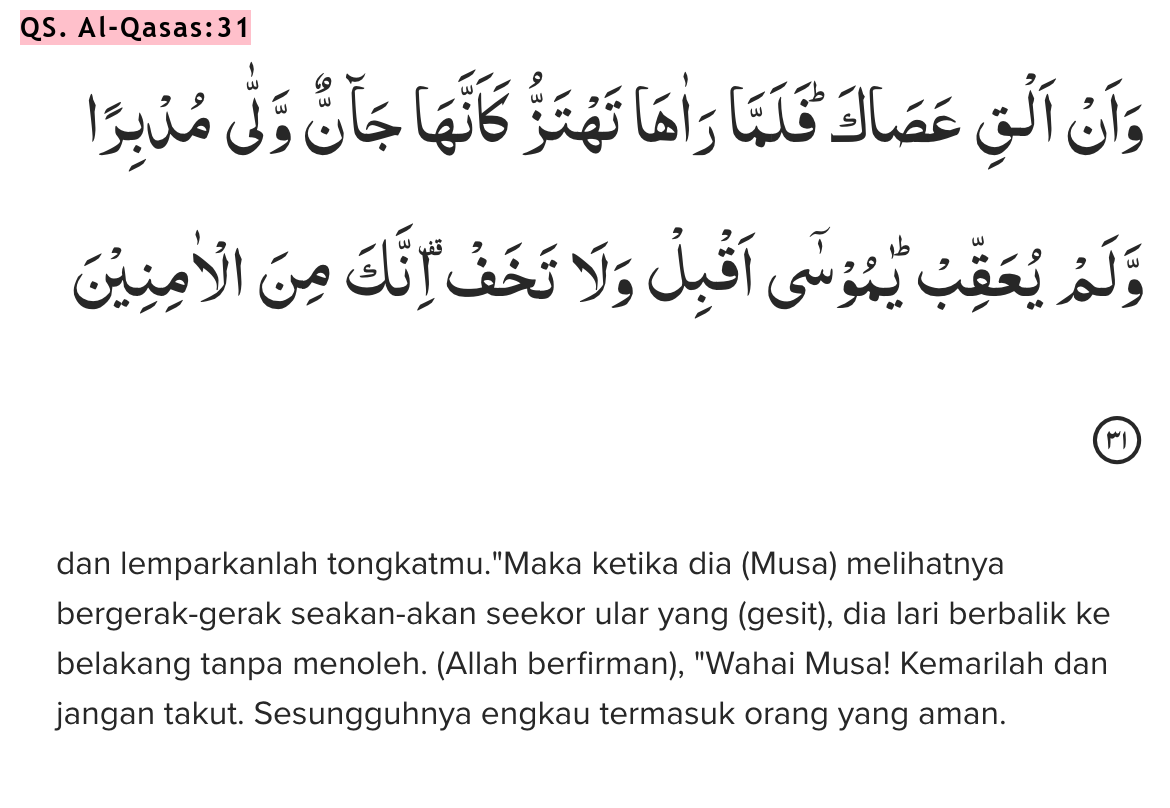 QS. Al-Qasas:31
وَاَنْ اَلْقِ عَصَاكَ ۗفَلَمَّا رَاٰهَا تَهْتَزُّ كَاَنَّهَا جَاۤنٌّ وَّلّٰى مُدْبِرًا
وَّلَمْ يُعَقِّبْ ۗيٰمُوْسٰٓى اَقْبِلْ وَلَا تَخَفْ ۗاِنَّكَ مِنَ الْاٰمِنِيْنَ
٣١
dan lemparkanlah tongkatmu."Maka ketika dia (Musa) melihatnya
bergerak-gerak seakan-akan seekor ular yang (gesit), dia lari berbalik ke
belakang tanpa menoleh. (Allah berfirman), "Wahai Musa! Kemarilah dan
jangan takut. Sesungguhnya engkau termasuk orang yang aman.